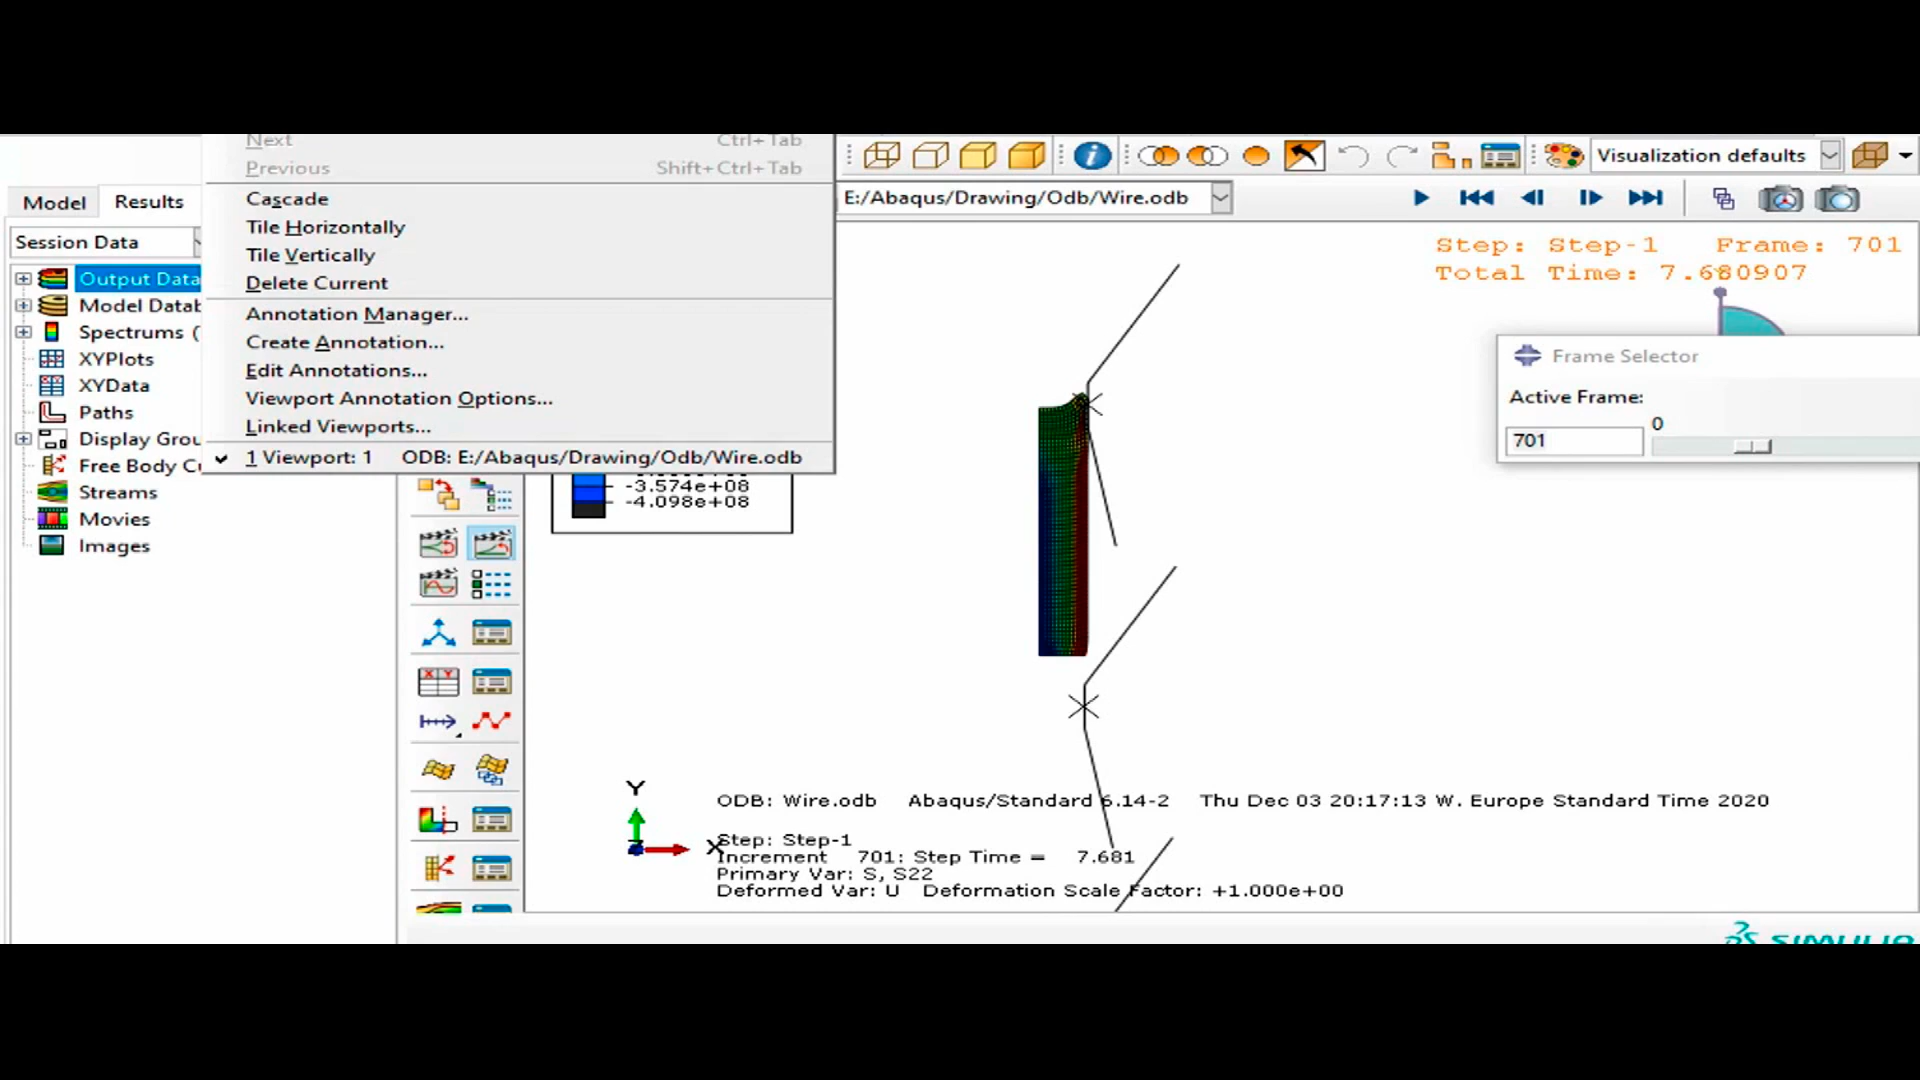 Next Ctrl+Tab
Previous Shift+Ctrl+Tab
Cascade
Tile Horizontally
Tile Vertically
Delete Current
Annotation Manager...
Create Annotation...
Edit Annotations...
Viewport Annotation Options...
Linked Viewports...
1 Viewport: 1 ODB: E:/Abaqus/Drawing/Odb/Wire.odb
Visualization defaults
Model Results
E:/Abaqus/Drawing/Odb/Wire.odb
Session Data
Output Data
Model Datab
Spectrums (
XYPlots
XYData
Paths
Display Grou
Free Body Cu
Streams
Movies
Images
Step: Step-1 Frame: 701
Total Time: 7.680907
Frame Selector
Active Frame:
0
701
-3.574e+08
-4.098e+08
X Y
Y
X
ODB: Wire.odb Abaqus/Standard 6.14-2 Thu Dec 03 20:17:13 W. Europe Standard Time 2020
Step: Step-1
Increment 701: Step Time = 7.681
Primary Var: S, S22
Deformed Var: U Deformation Scale Factor: +1.000e+00
SIMULIA